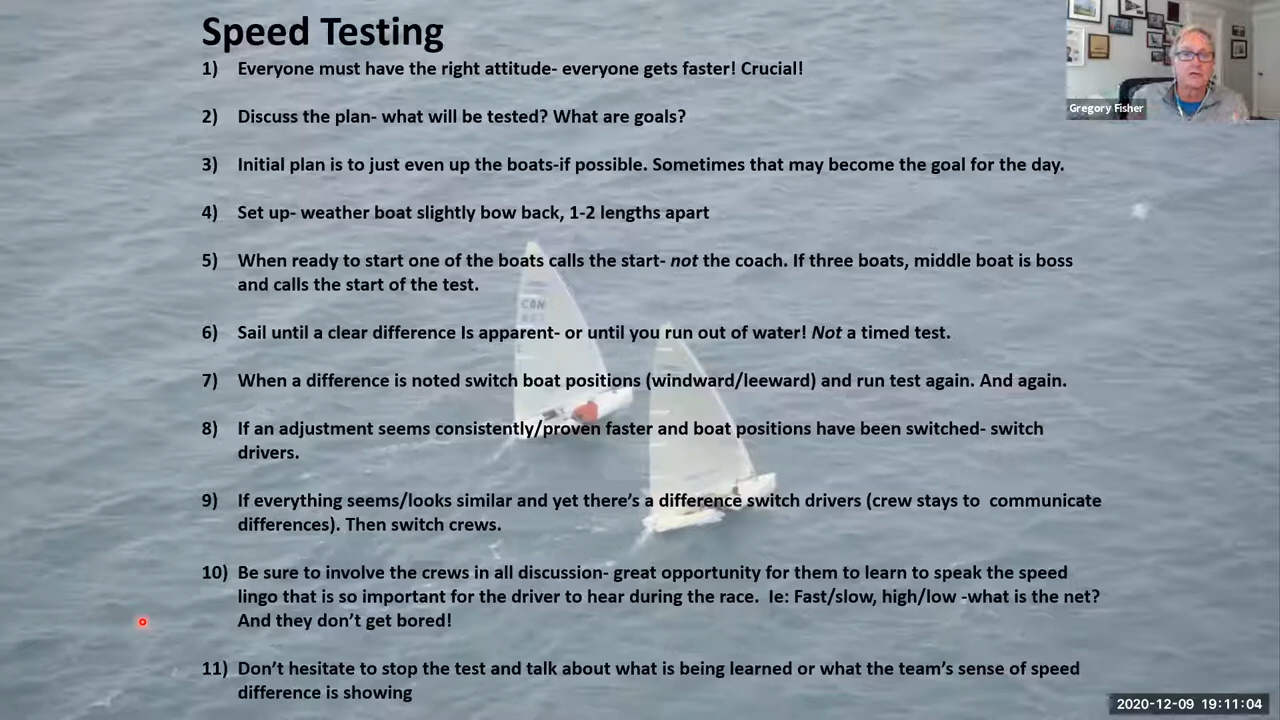 Speed Testing
1) Everyone must have the right attitude- everyone gets faster! Crucial!
2) Discuss the plan- what will be tested? What are goals?
3) Initial plan is to just even up the boats-if possible. Sometimes that may become the goal for the day.
4) Set up- weather boat slightly bow back, 1-2 lengths apart
5) When ready to start one of the boats calls the start- not the coach. If three boats, middle boat is boss
and calls the start of the test.
6) Sail until a clear difference Is apparent- or until you run out of water! Not a timed test.
7) When a difference is noted switch boat positions (windward/leeward) and run test again. And again.
8) If an adjustment seems consistently/proven faster and boat positions have been switched- switch
drivers.
9) If everything seems/looks similar and yet there's a difference switch drivers (crew stays to  communicate
differences). Then switch crews.
10) Be sure to involve the crews in all discussion- great opportunity for them to learn to speak the speed
lingo that is so important for the driver to hear during the race.  Ie: Fast/slow, high/low -what is the net?
And they don't get bored!
11) Don't hesitate to stop the test and talk about what is being learned or what the team's sense of speed
difference is showing
Gregory Fisher
CAN
2020-12-09 19:11:04